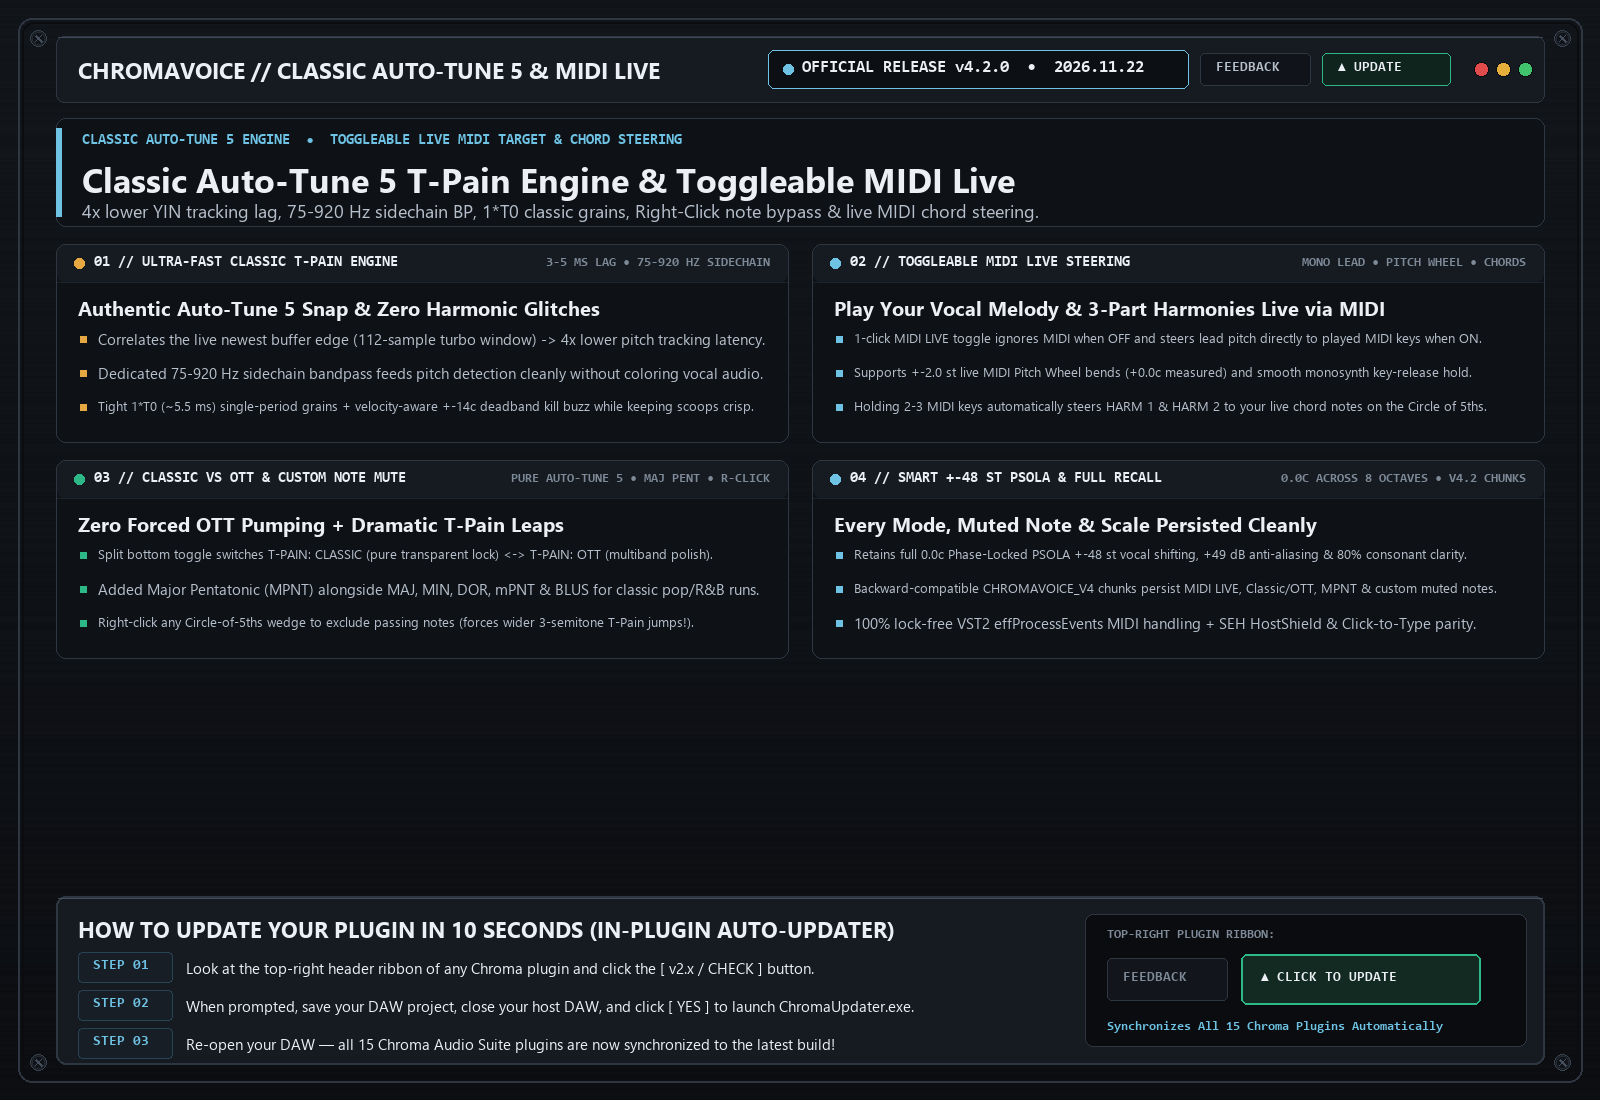 CHROMAVOICE // CLASSIC AUTO-TUNE 5 & MIDI LIVE
OFFICIAL RELEASE v4.2.0 • 2026.11.22
FEEDBACK
▲ UPDATE
CLASSIC AUTO-TUNE 5 ENGINE • TOGGLEABLE LIVE MIDI TARGET & CHORD STEERING
Classic Auto-Tune 5 T-Pain Engine & Toggleable MIDI Live
4x lower YIN tracking lag, 75-920 Hz sidechain BP, 1*T0 classic grains, Right-Click note bypass & live MIDI chord steering.
01 // ULTRA-FAST CLASSIC T-PAIN ENGINE
3-5 MS LAG • 75-920 HZ SIDECHAIN
Authentic Auto-Tune 5 Snap & Zero Harmonic Glitches
Correlates the live newest buffer edge (112-sample turbo window) -> 4x lower pitch tracking latency.
Dedicated 75-920 Hz sidechain bandpass feeds pitch detection cleanly without coloring vocal audio.
Tight 1*T0 (~5.5 ms) single-period grains + velocity-aware +-14c deadband kill buzz while keeping scoops crisp.
02 // TOGGLEABLE MIDI LIVE STEERING
MONO LEAD • PITCH WHEEL • CHORDS
Play Your Vocal Melody & 3-Part Harmonies Live via MIDI
1-click MIDI LIVE toggle ignores MIDI when OFF and steers lead pitch directly to played MIDI keys when ON.
Supports +-2.0 st live MIDI Pitch Wheel bends (+0.0c measured) and smooth monosynth key-release hold.
Holding 2-3 MIDI keys automatically steers HARM 1 & HARM 2 to your live chord notes on the Circle of 5ths.
03 // CLASSIC VS OTT & CUSTOM NOTE MUTE
PURE AUTO-TUNE 5 • MAJ PENT • R-CLICK
Zero Forced OTT Pumping + Dramatic T-Pain Leaps
Split bottom toggle switches T-PAIN: CLASSIC (pure transparent lock) <-> T-PAIN: OTT (multiband polish).
Added Major Pentatonic (MPNT) alongside MAJ, MIN, DOR, mPNT & BLUS for classic pop/R&B runs.
Right-click any Circle-of-5ths wedge to exclude passing notes (forces wider 3-semitone T-Pain jumps!).
04 // SMART +-48 ST PSOLA & FULL RECALL
0.0C ACROSS 8 OCTAVES • V4.2 CHUNKS
Every Mode, Muted Note & Scale Persisted Cleanly
Retains full 0.0c Phase-Locked PSOLA +-48 st vocal shifting, +49 dB anti-aliasing & 80% consonant clarity.
Backward-compatible CHROMAVOICE_V4 chunks persist MIDI LIVE, Classic/OTT, MPNT & custom muted notes.
100% lock-free VST2 effProcessEvents MIDI handling + SEH HostShield & Click-to-Type parity.
HOW TO UPDATE YOUR PLUGIN IN 10 SECONDS (IN-PLUGIN AUTO-UPDATER)
STEP 01
Look at the top-right header ribbon of any Chroma plugin and click the [ v2.x / CHECK ] button.
STEP 02
When prompted, save your DAW project, close your host DAW, and click [ YES ] to launch ChromaUpdater.exe.
STEP 03
Re-open your DAW — all 15 Chroma Audio Suite plugins are now synchronized to the latest build!
TOP-RIGHT PLUGIN RIBBON:
FEEDBACK
▲ CLICK TO UPDATE
Synchronizes All 15 Chroma Plugins Automatically